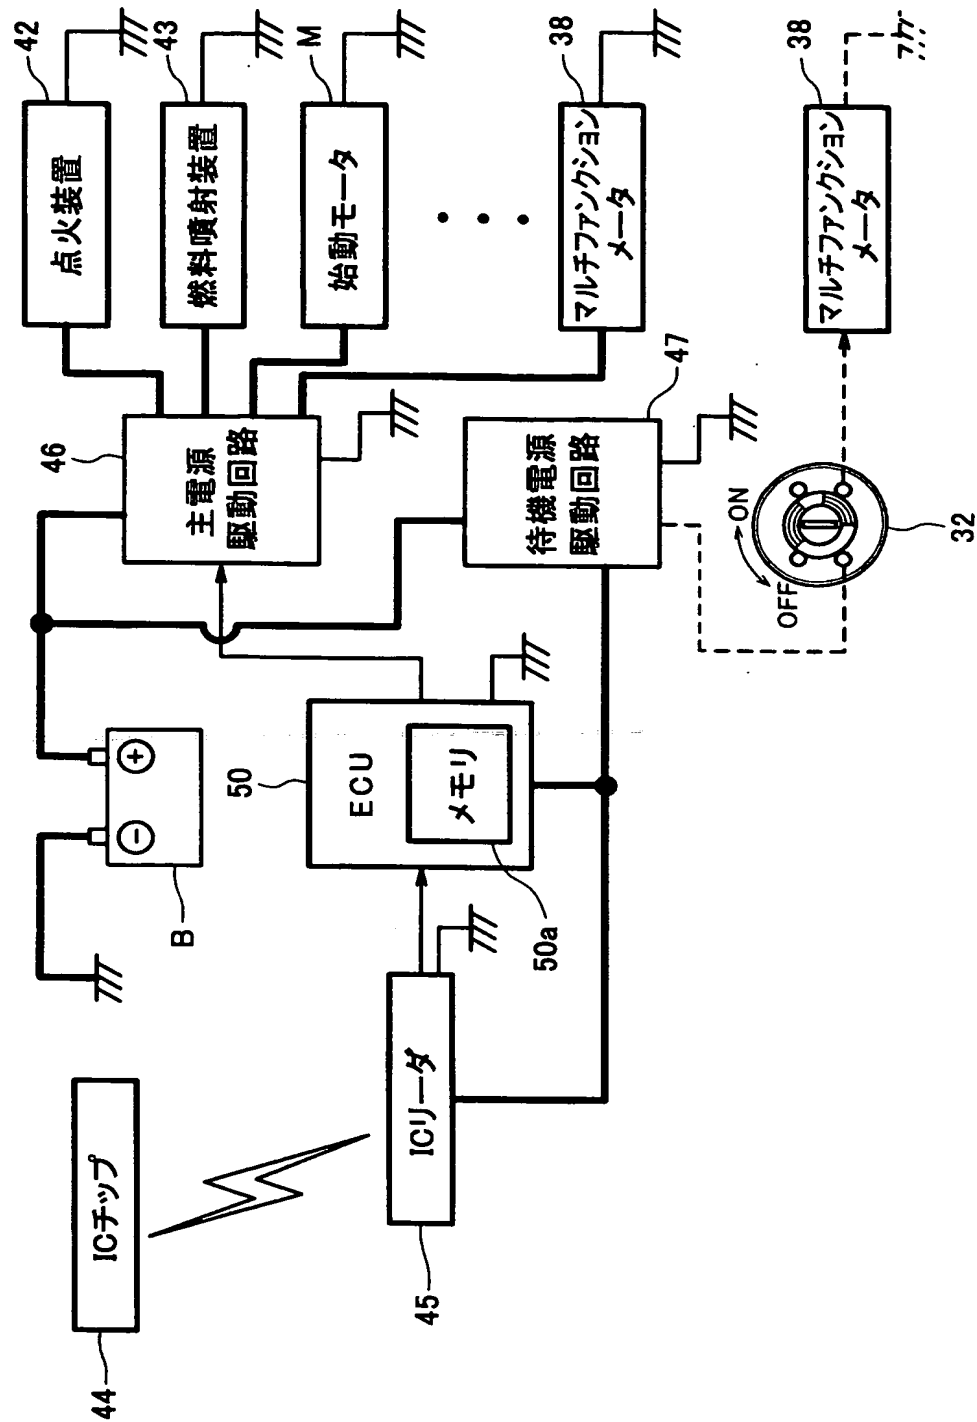 44
ICチップ
45
ICリーダ
B
－
＋
50
ECU
メモリ
50a
46
主電源
駆動回路
47
待機電源
駆動回路
OFF
ON
32
42
点火装置
43
燃料噴射装置
M
始動モータ
38
マルチファンクション
メータ
38
マルチファンクション
メータ